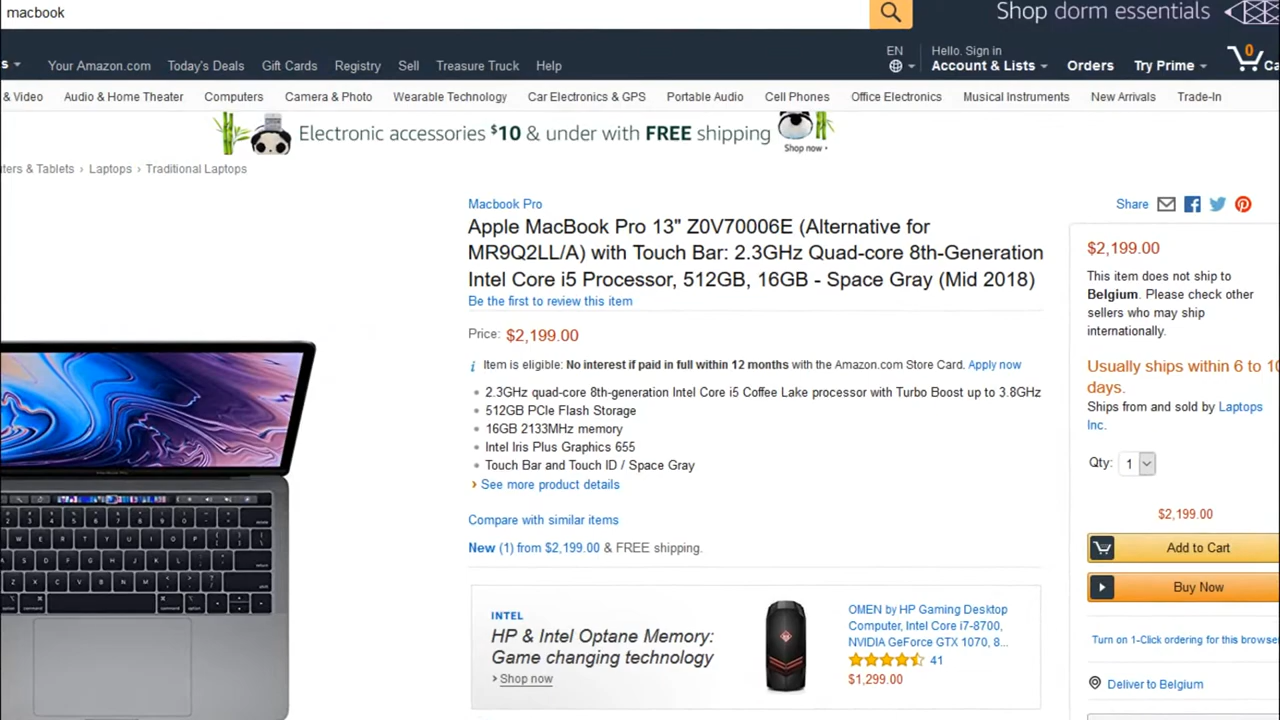 macbook
Shop dorm essentials
EN
Hello. Sign in
0
s
Your Amazon.com
Today's Deals
Gift Cards
Registry
Sell
Treasure Truck
Help
Account & Lists
Orders
Try Prime
Ca
& Video
Audio & Home Theater
Computers
Camera & Photo
Wearable Technology
Car Electronics & GPS
Portable Audio
Cell Phones
Office Electronics
Musical Instruments
New Arrivals
Trade-In
Electronic accessories $10 & under with FREE shipping
Shop now ›
ters & Tablets › Laptops › Traditional Laptops
Macbook Pro
Apple MacBook Pro 13" Z0V70006E (Alternative for
MR9Q2LL/A) with Touch Bar: 2.3GHz Quad-core 8th-Generation
Intel Core i5 Processor, 512GB, 16GB - Space Gray (Mid 2018)
Be the first to review this item
Price: $2,199.00
Item is eligible: No interest if paid in full within 12 months with the Amazon.com Store Card. Apply now
2.3GHz quad-core 8th-generation Intel Core i5 Coffee Lake processor with Turbo Boost up to 3.8GHz
512GB PCIe Flash Storage
16GB 2133MHz memory
Intel Iris Plus Graphics 655
Touch Bar and Touch ID / Space Gray
› See more product details
Compare with similar items
New (1) from $2,199.00 & FREE shipping.
INTEL
HP & Intel Optane Memory:
Game changing technology
› Shop now
OMEN by HP Gaming Desktop
Computer, Intel Core i7-8700,
NVIDIA GeForce GTX 1070, 8...
41
$1,299.00
Share
$2,199.00
This item does not ship to
Belgium. Please check other
sellers who may ship
internationally.
Usually ships within 6 to 10
days.
Ships from and sold by Laptops
Inc.
Qty: 1
$2,199.00
Add to Cart
Buy Now
Turn on 1-Click ordering for this browse
Deliver to Belgium